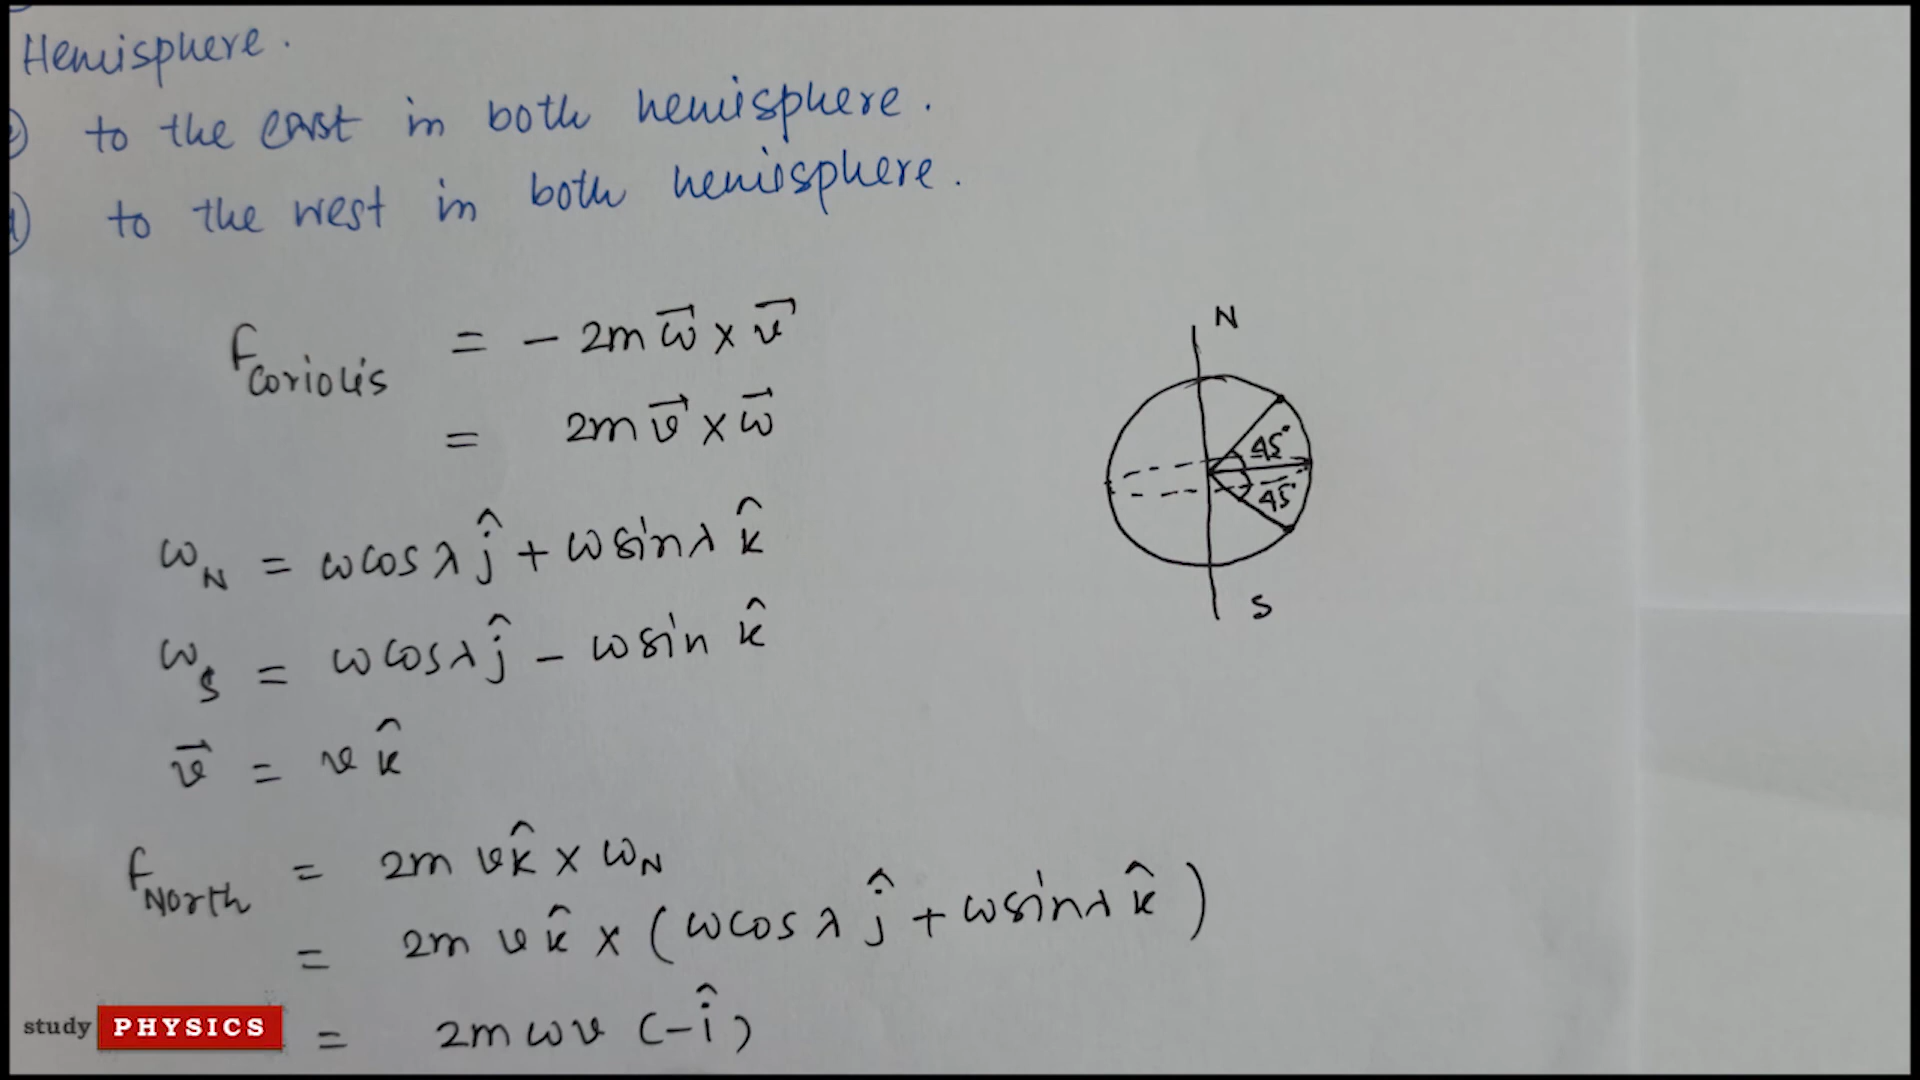 Hemisphere.
c) to the east in both hemisphere.
d) to the west in both hemisphere.
F_Coriolis = - 2m ω⃗ × v⃗
= 2m v⃗ × ω⃗
ω_N = ω cos λ ĵ + ω sin λ k̂
ω_S = ω cos λ ĵ - ω sin k̂
v⃗ = v k̂
F_North = 2m v k̂ × ω_N
= 2m v k̂ × (ω cos λ ĵ + ω sin λ k̂)
= 2m ω v (-î)
N
45°
45°
S
study PHYSICS